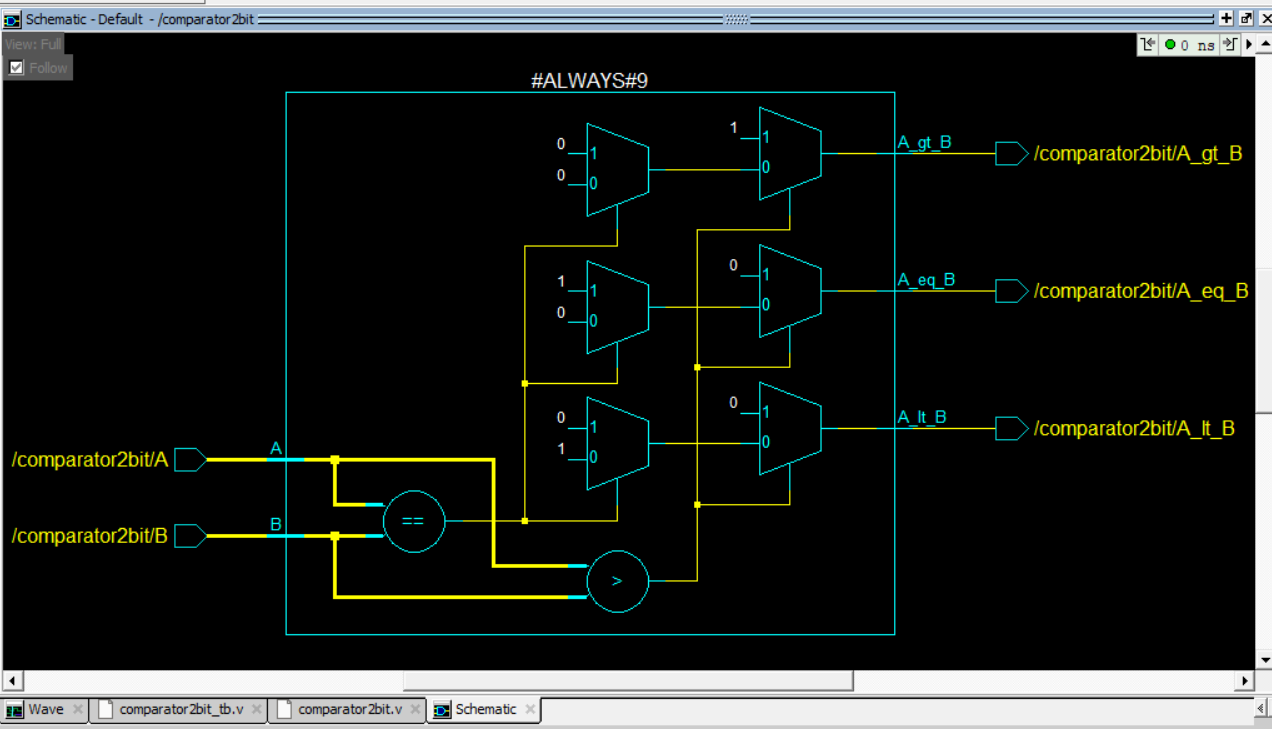 Schematic - Default - /comparator2bit
View: Full
Follow
0 ns
#ALWAYS#9
0
1
0
0
1
1
0
A_gt_B
/comparator2bit/A_gt_B
1
1
0
0
0
1
0
A_eq_B
/comparator2bit/A_eq_B
0
1
1
0
0
1
0
A_lt_B
/comparator2bit/A_lt_B
/comparator2bit/A
A
/comparator2bit/B
B
==
>
Wave
comparator2bit_tb.v
comparator2bit.v
Schematic